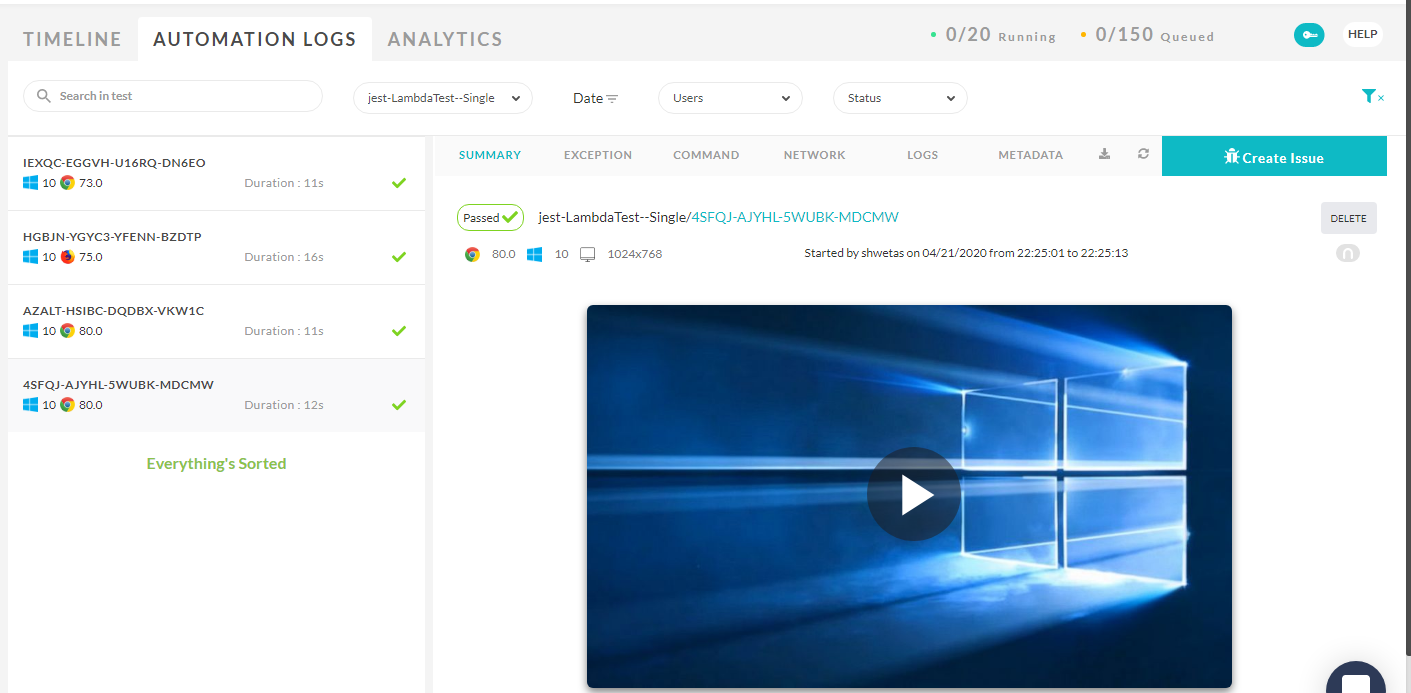 TIMELINE AUTOMATION LOGS ANALYTICS 0/20 Running 0/150 Queued HELP
Search in test jest-LambdaTest--Single Date Users Status
IEXQC-EGGVH-U16RQ-DN6EO
10 73.0 Duration : 11s
HGBJN-YGYC3-YFENN-BZDTP
10 75.0 Duration : 16s
AZALT-HSIBC-DQDBX-VKW1C
10 80.0 Duration : 11s
4SFQJ-AJYHL-5WUBK-MDCMW
10 80.0 Duration : 12s
Everything's Sorted
SUMMARY EXCEPTION COMMAND NETWORK LOGS METADATA Create Issue
Passed jest-LambdaTest--Single/4SFQJ-AJYHL-5WUBK-MDCMW DELETE
80.0 10 1024x768 Started by shwetas on 04/21/2020 from 22:25:01 to 22:25:13